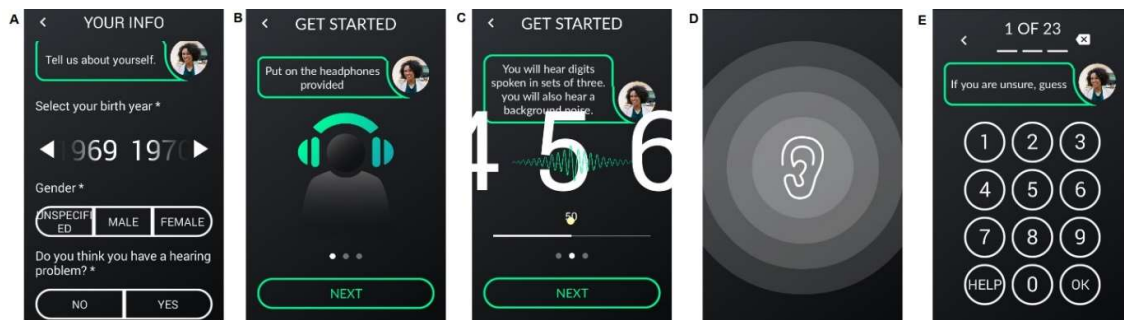 A
YOUR INFO
Tell us about yourself.
Select your birth year *
1969 1970
Gender *
UNSPECIFI
ED
MALE
FEMALE
Do you think you have a hearing
problem? *
NO
YES
B
GET STARTED
Put on the headphones
provided
NEXT
C
GET STARTED
You will hear digits
spoken in sets of three.
you will also hear a
background noise.
4 5 6
50
NEXT
D
E
1 OF 23
If you are unsure, guess
1 2 3
4 5 6
7 8 9
HELP 0 OK